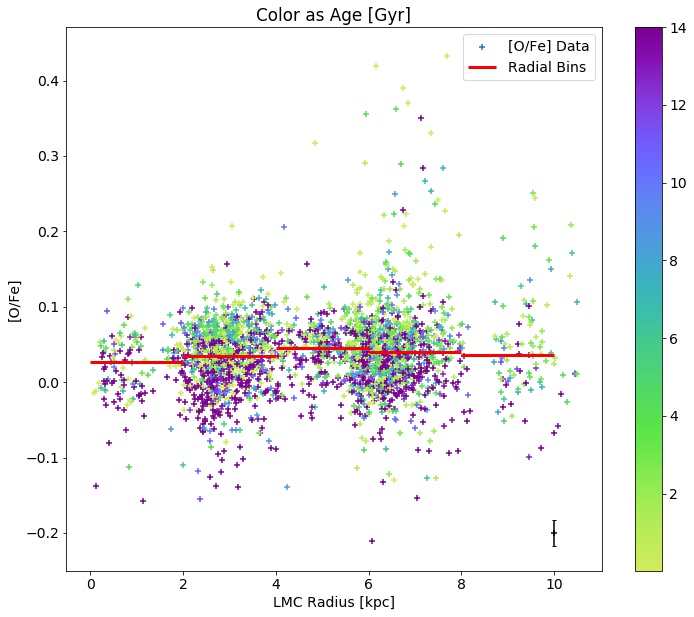 Color as Age [Gyr]
[O/Fe] Data
Radial Bins
[O/Fe]
0.4
0.3
0.2
0.1
0.0
−0.1
−0.2
0 2 4 6 8 10
LMC Radius [kpc]
14
12
10
8
6
4
2